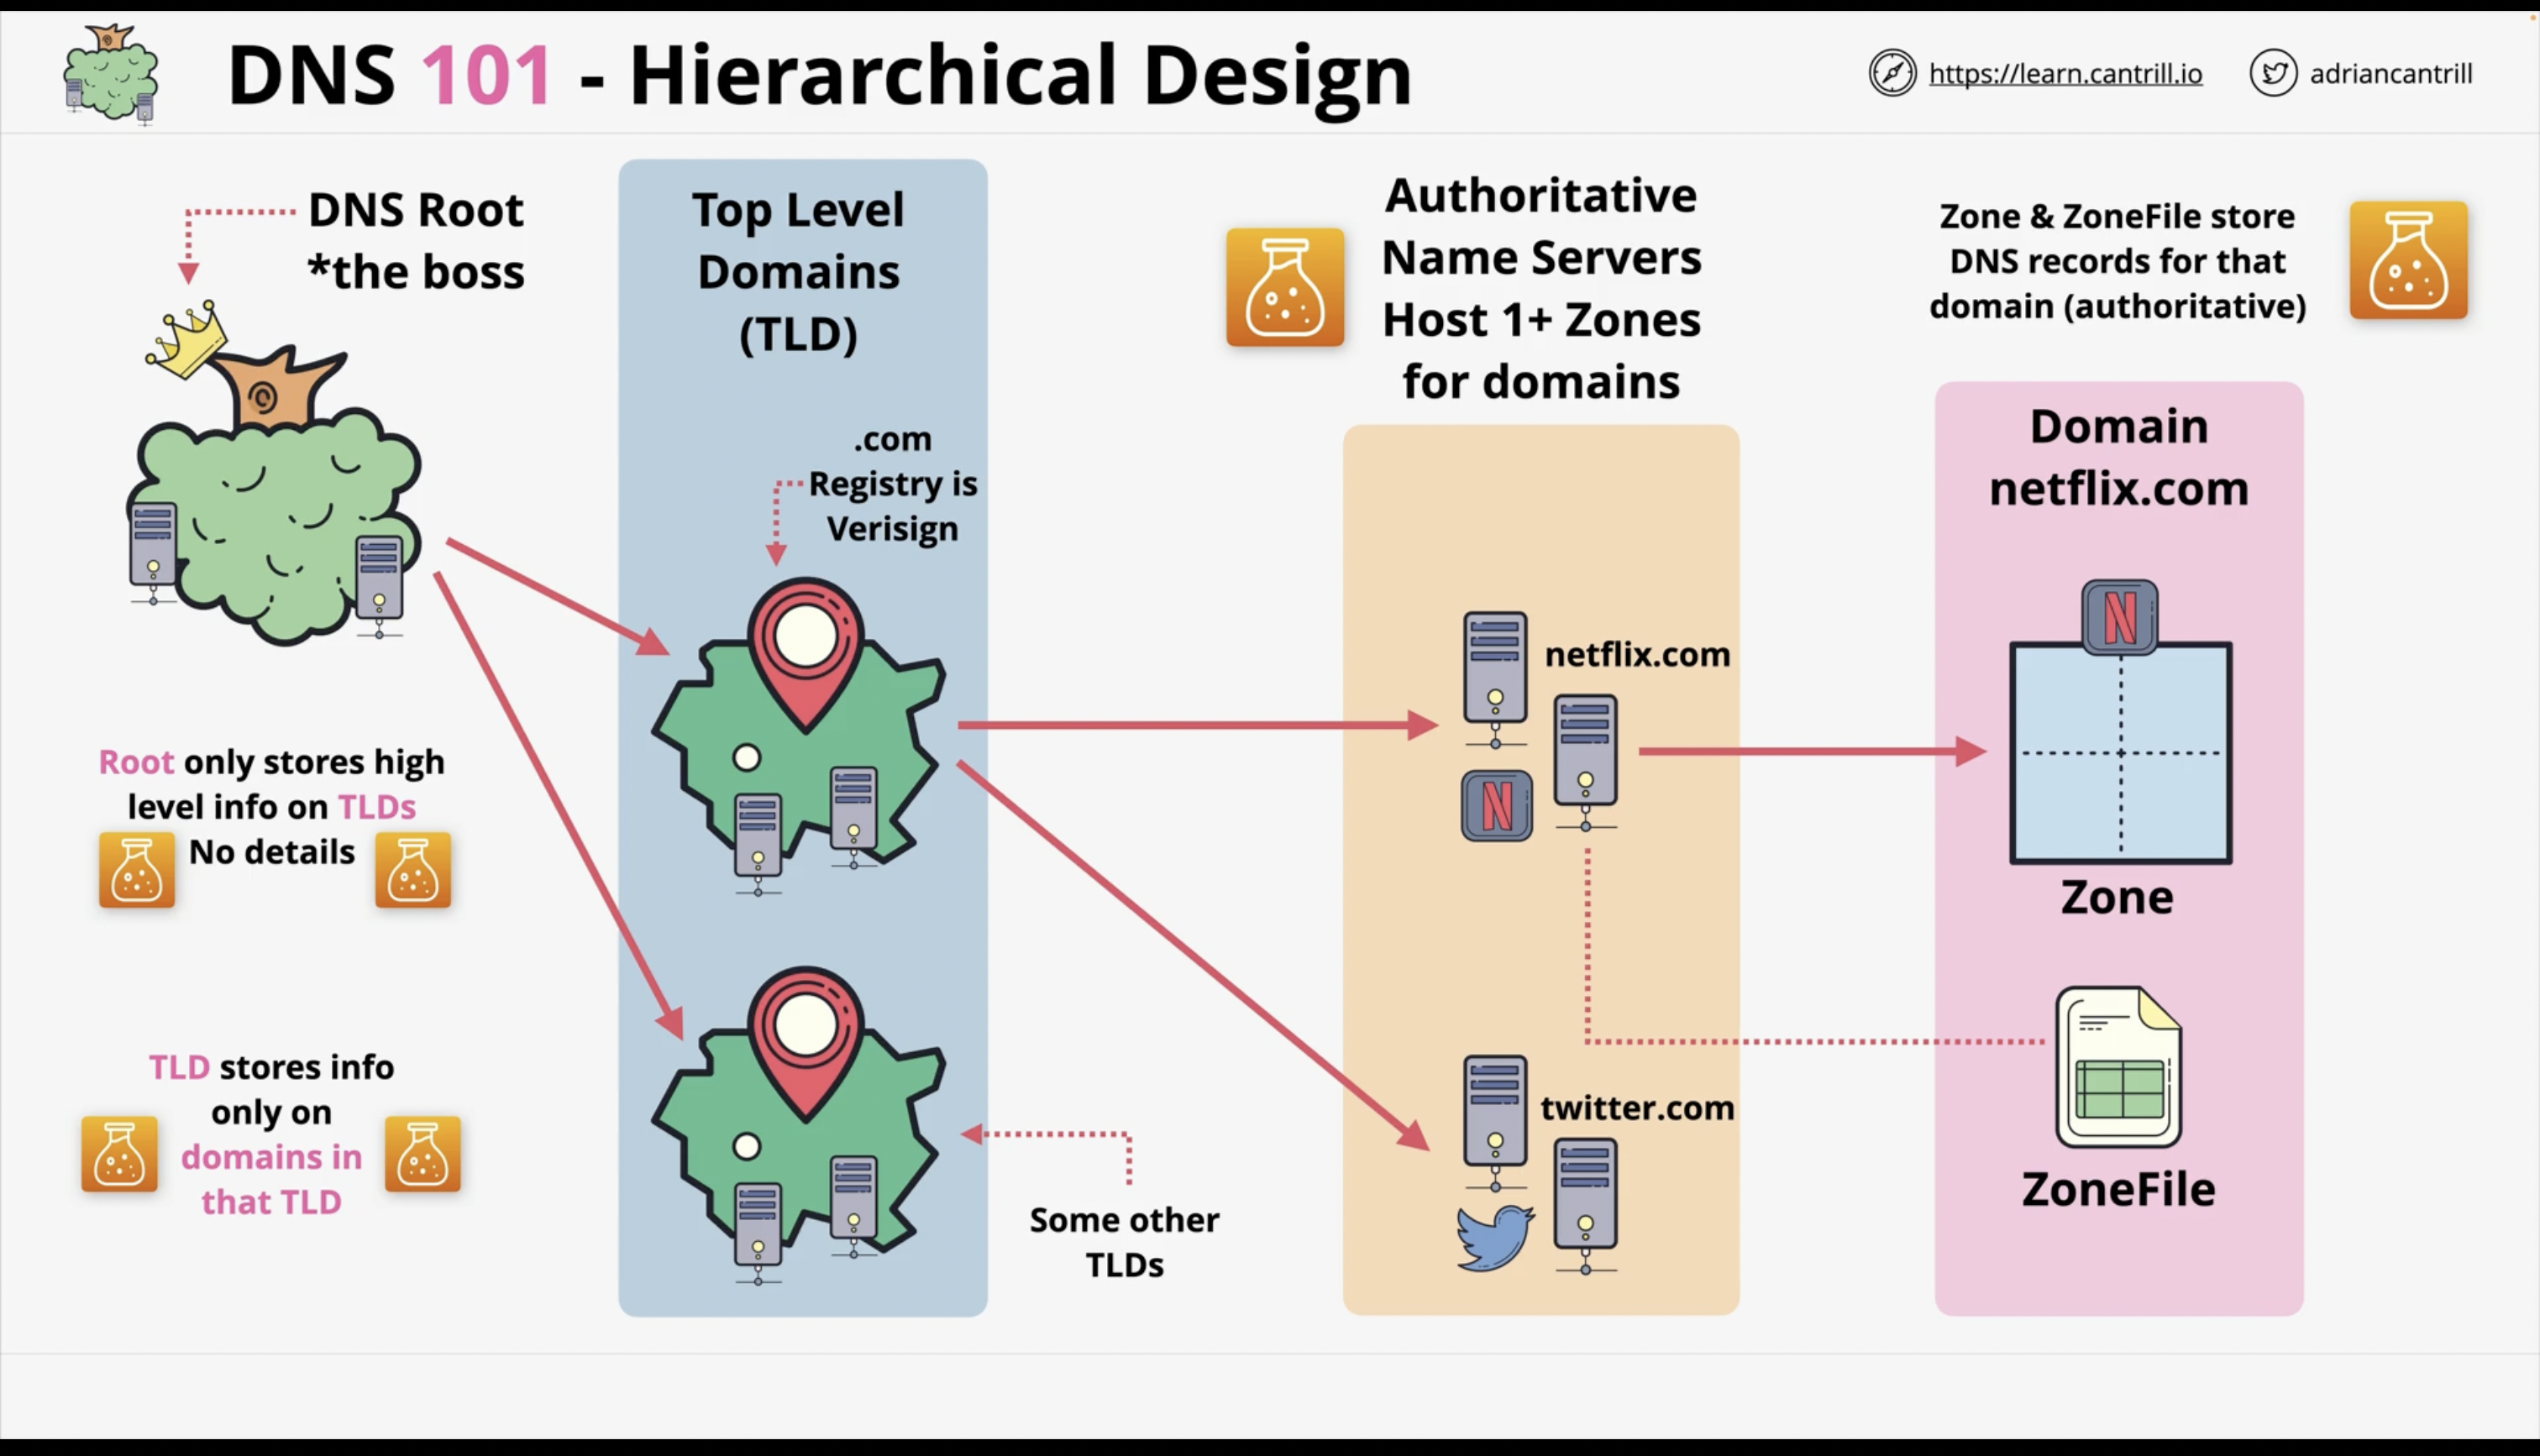 DNS 101 - Hierarchical Design
https://learn.cantrill.io
adriancantrill
DNS Root
*the boss
Root only stores high
level info on TLDs
No details
TLD stores info
only on
domains in
that TLD
Top Level
Domains
(TLD)
.com
Registry is
Verisign
Some other
TLDs
Authoritative
Name Servers
Host 1+ Zones
for domains
netflix.com
N
twitter.com
Zone & ZoneFile store
DNS records for that
domain (authoritative)
Domain
netflix.com
N
Zone
ZoneFile